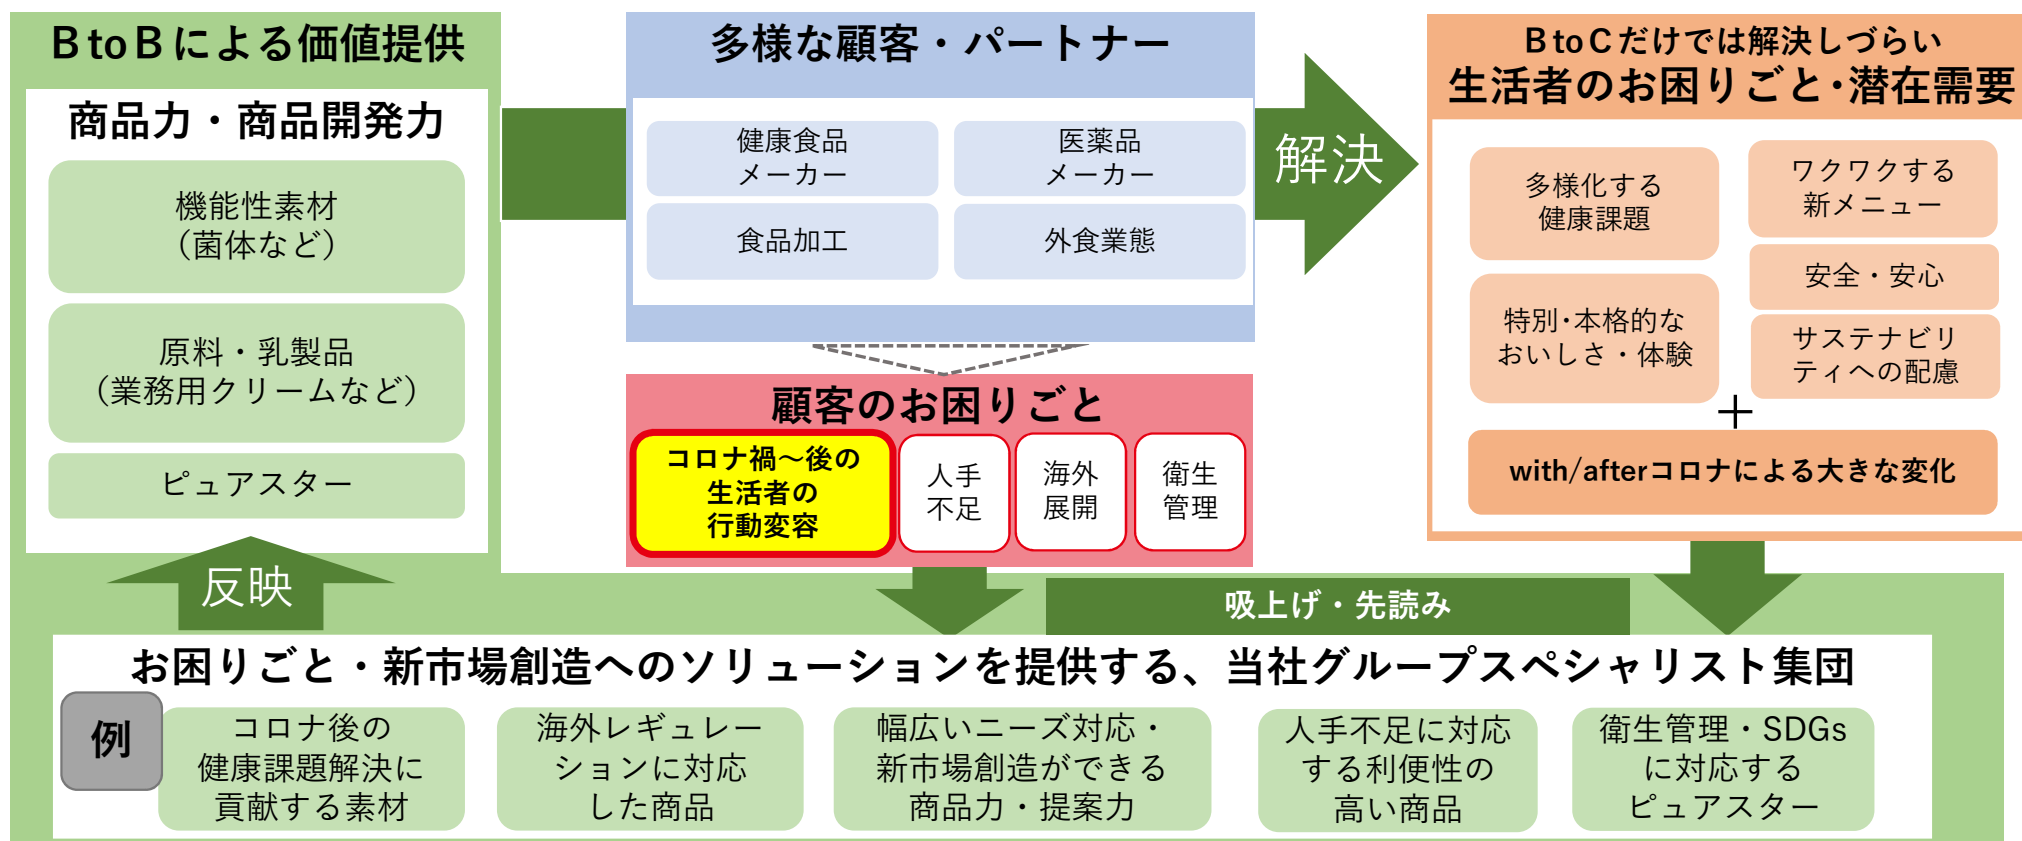 BtoBによる価値提供
商品力・商品開発力
機能性素材
（菌体など）
原料・乳製品
（業務用クリームなど）
ピュアスター
反映
多様な顧客・パートナー
健康食品
メーカー
医薬品
メーカー
食品加工
外食業態
解決
顧客のお困りごと
コロナ禍～後の
生活者の
行動変容
人手
不足
海外
展開
衛生
管理
BtoCだけでは解決しづらい
生活者のお困りごと･潜在需要
多様化する
健康課題
ワクワクする
新メニュー
安全・安心
特別･本格的な
おいしさ・体験
サステナビリ
ティへの配慮
＋
with/afterコロナによる大きな変化
吸上げ・先読み
お困りごと・新市場創造へのソリューションを提供する、当社グループスペシャリスト集団
例
コロナ後の
健康課題解決に
貢献する素材
海外レギュレー
ションに対応
した商品
幅広いニーズ対応・
新市場創造ができる
商品力・提案力
人手不足に対応
する利便性の
高い商品
衛生管理・SDGs
に対応する
ピュアスター